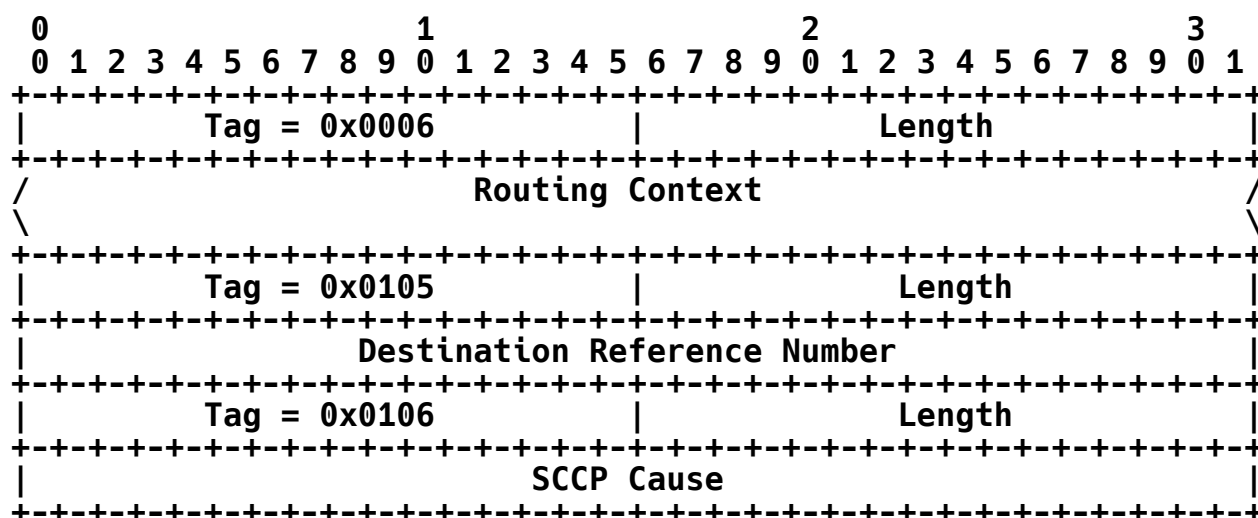 0                   1                   2                   3
 0 1 2 3 4 5 6 7 8 9 0 1 2 3 4 5 6 7 8 9 0 1 2 3 4 5 6 7 8 9 0 1
+-+-+-+-+-+-+-+-+-+-+-+-+-+-+-+-+-+-+-+-+-+-+-+-+-+-+-+-+-+-+-+-+
|         Tag = 0x0006          |            Length             |
+-+-+-+-+-+-+-+-+-+-+-+-+-+-+-+-+-+-+-+-+-+-+-+-+-+-+-+-+-+-+-+-+
/                       Routing Context                         /
\                                                               \
+-+-+-+-+-+-+-+-+-+-+-+-+-+-+-+-+-+-+-+-+-+-+-+-+-+-+-+-+-+-+-+-+
|         Tag = 0x0105          |             Length            |
+-+-+-+-+-+-+-+-+-+-+-+-+-+-+-+-+-+-+-+-+-+-+-+-+-+-+-+-+-+-+-+-+
|                 Destination Reference Number                  |
+-+-+-+-+-+-+-+-+-+-+-+-+-+-+-+-+-+-+-+-+-+-+-+-+-+-+-+-+-+-+-+-+
|         Tag = 0x0106          |             Length            |
+-+-+-+-+-+-+-+-+-+-+-+-+-+-+-+-+-+-+-+-+-+-+-+-+-+-+-+-+-+-+-+-+
|                          SCCP Cause                           |
+-+-+-+-+-+-+-+-+-+-+-+-+-+-+-+-+-+-+-+-+-+-+-+-+-+-+-+-+-+-+-+-+